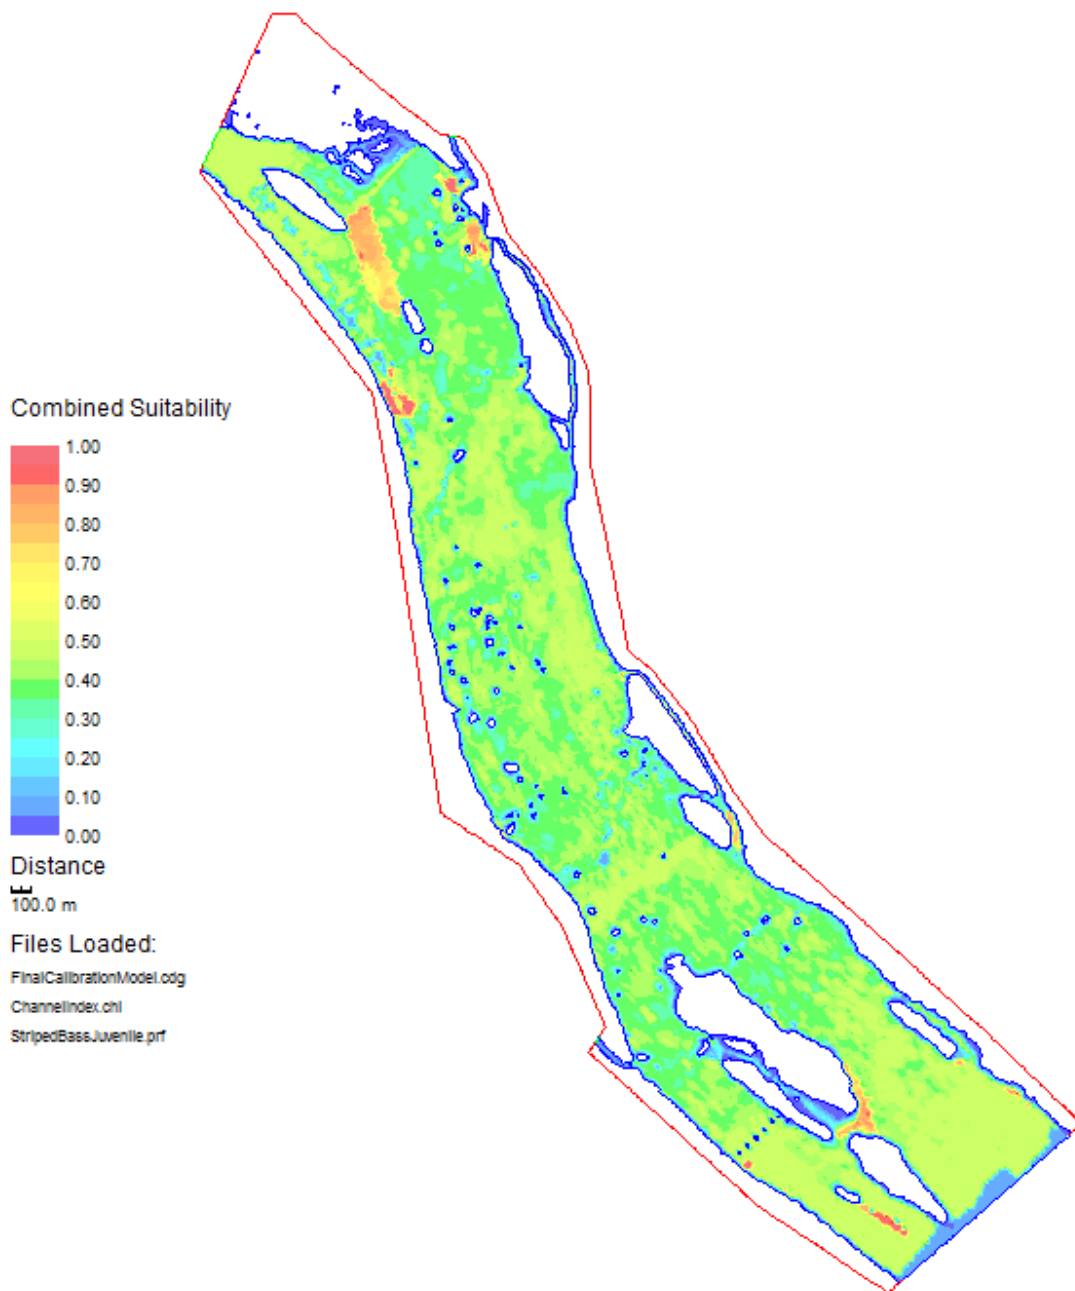 Combined Suitability
1.00
0.90
0.80
0.70
0.60
0.50
0.40
0.30
0.20
0.10
0.00
Distance
100.0 m
Files Loaded:
FinalCalibrationModel.cdg
ChannelIndex.chi
StripedBassJuvenile.prf